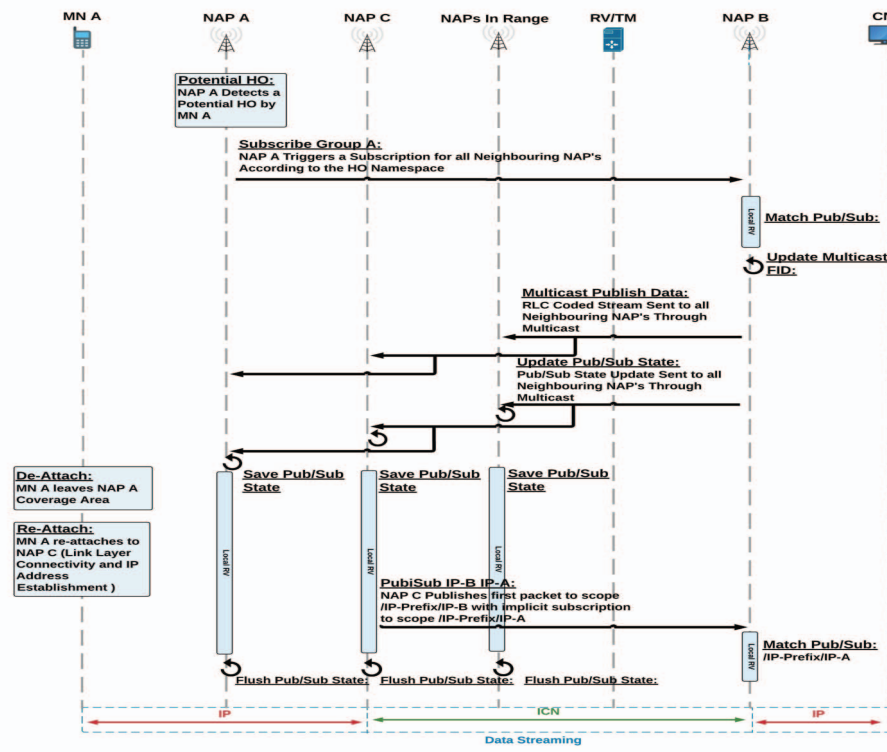 MN A
NAP A
NAP C
NAPs In Range
RV/TM
NAP B
Potential HO:
NAP A Detects a
Potential HO by
MN A
Subscribe Group A:
NAP A Triggers a Subscription for all Neighbouring NAP's
According to the HO Namespace
Local RV
Match Pub/Sub:
Update Multicast
FID:
Multicast Publish Data:
RLC Coded Stream Sent to all
Neighbouring NAP's Through
Multicast
Update Pub/Sub State:
Pub/Sub State Update Sent to all
Neighbouring NAP's Through
Multicast
De-Attach:
MN A leaves NAP A
Coverage Area
Save Pub/Sub
State
Save Pub/Sub
State
Save Pub/Sub
State
Re-Attach:
MN A re-attaches to
NAP C (Link Layer
Connectivity and IP
Address
Establishment )
Local RV
Local RV
Local RV
PubiSub IP-B IP-A:
NAP C Publishes first packet to scope
/IP-Prefix/IP-B with implicit subscription
to scope /IP-Prefix/IP-A
Local RV
Match Pub/Sub:
/IP-Prefix/IP-A
Flush Pub/Sub State:
Flush Pub/Sub State:
Flush Pub/Sub State:
IP
ICN
IP
Data Streaming